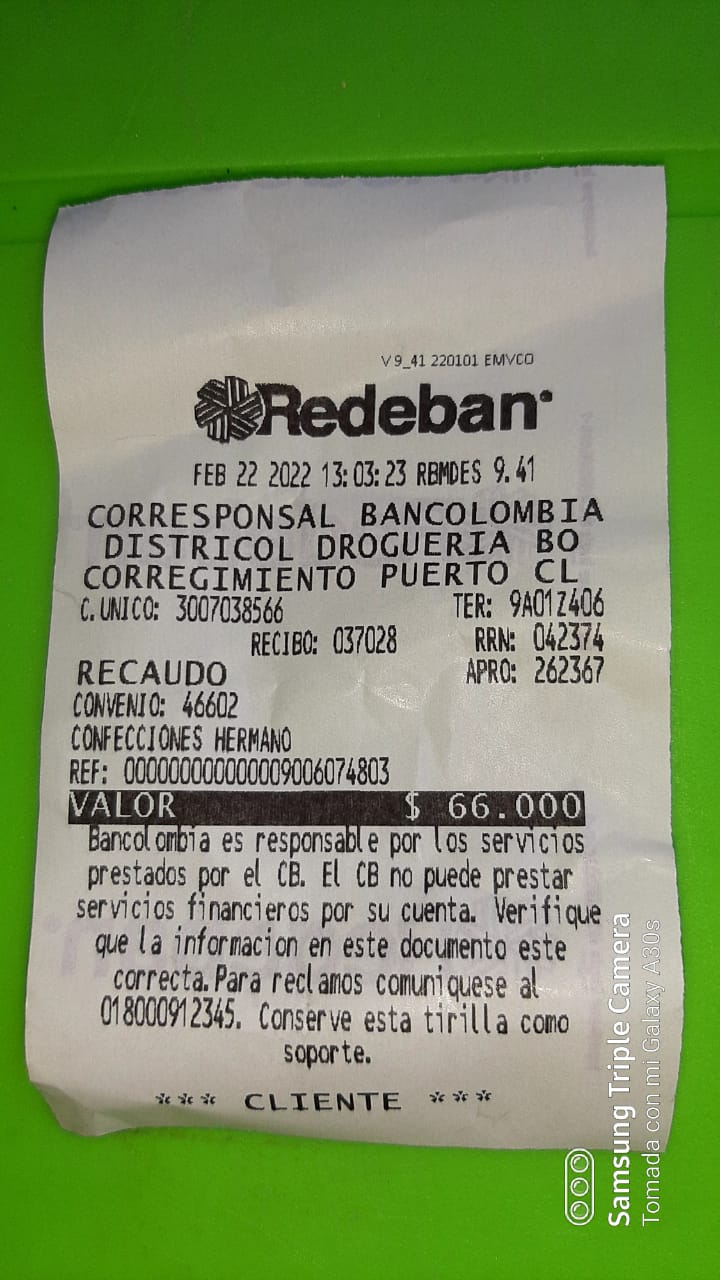 V9_41 220101 EMVCO
Redeban
FEB 22 2022 13:03:23 RBMDES 9.41
CORRESPONSAL BANCOLOMBIA
DISTRICOL DROGUERIA BO
CORREGIMIENTO PUERTO CL
C.UNICO: 3007038566 TER: 9A01Z406
RECIBO: 037028 RRN: 042374
RECAUDO APRO: 262367
CONVENIO: 46602
CONFECCIONES HERMANO
REF: 000000000000009006074803
VALOR $ 66.000
Bancolombia es responsable por los servicios
prestados por el CB. El CB no puede prestar
servicios financieros por su cuenta. Verifique
que la informacion en este documento este
correcta.Para reclamos comuniquese al
018000912345. Conserve esta tirilla como
soporte.
*** CLIENTE ***
Samsung Triple Camera
Tomada con mi Galaxy A30s